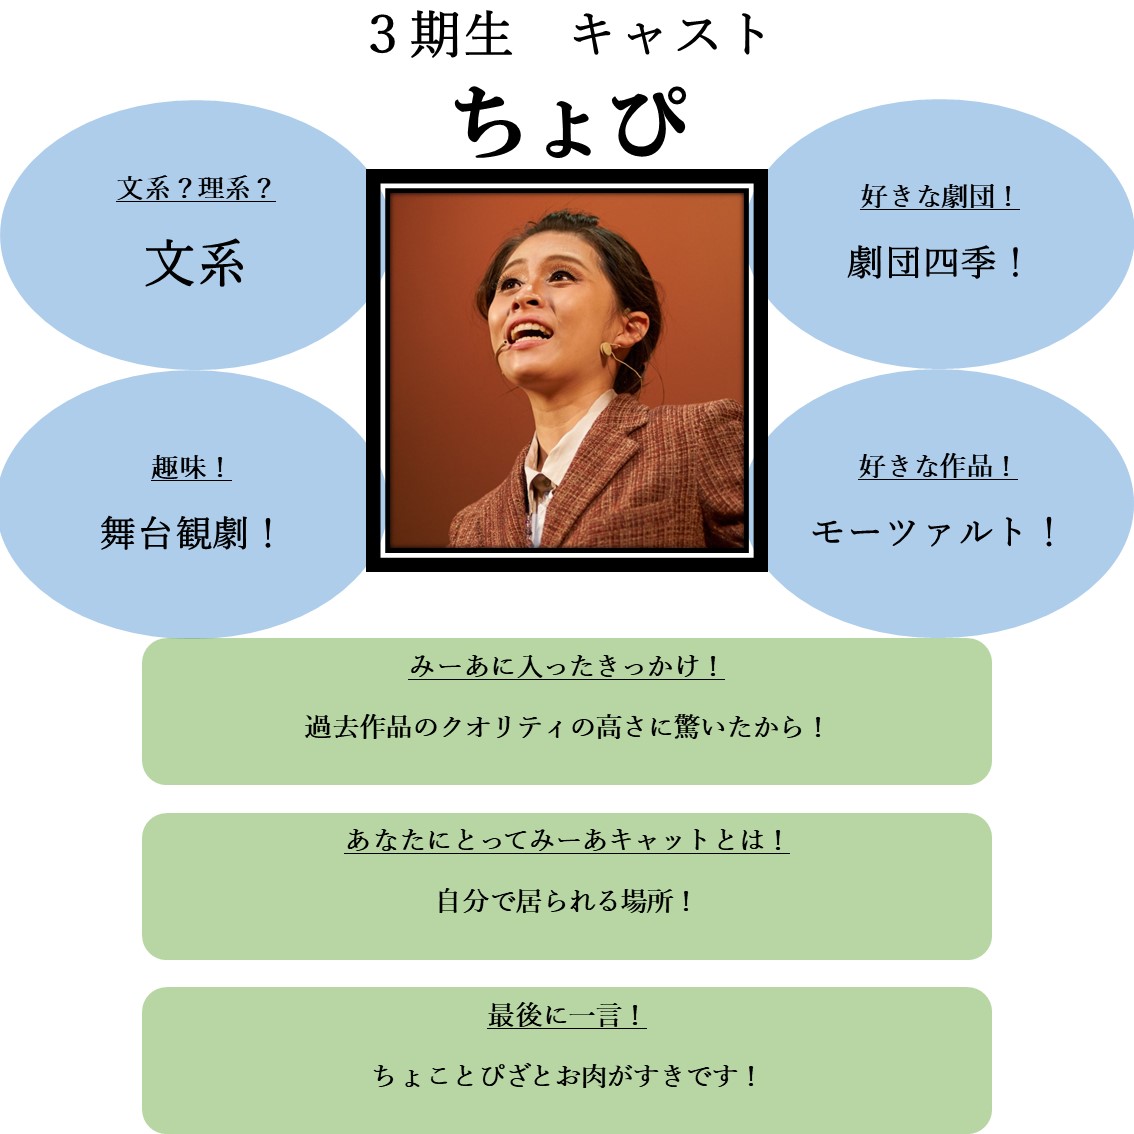 ３期生　キャスト
ちょぴ
文系？理系？
文系
好きな劇団！
劇団四季！
趣味！
舞台観劇！
好きな作品！
モーツァルト！
みーあに入ったきっかけ！
過去作品のクオリティの高さに驚いたから！
あなたにとってみーあキャットとは！
自分で居られる場所！
最後に一言！
ちょことぴざとお肉がすきです！